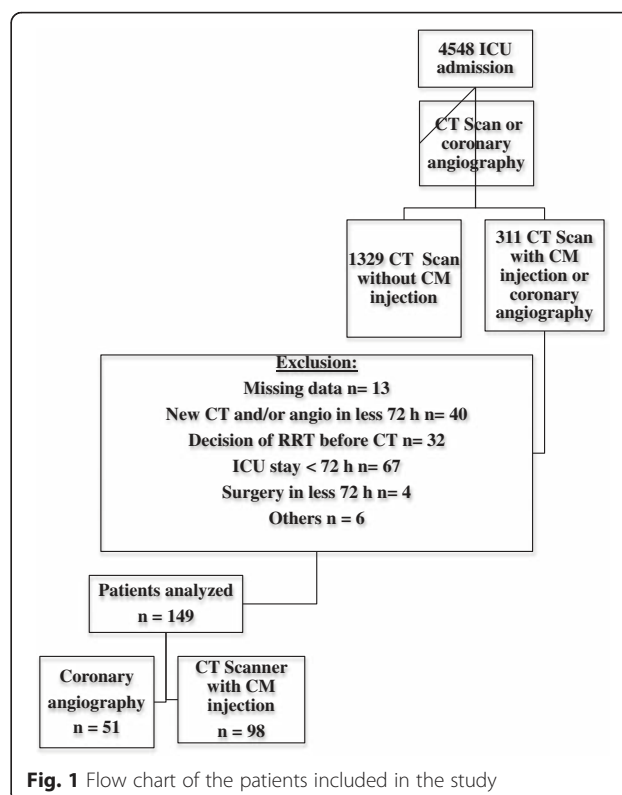 4548 ICU
admission
CT Scan or
coronary
angiography
1329 CT Scan
without CM
injection
311 CT Scan
with CM
injection or
coronary
angiography
Exclusion:
Missing data n= 13
New CT and/or angio in less 72 h n= 40
Decision of RRT before CT n= 32
ICU stay < 72 h n= 67
Surgery in less 72 h n= 4
Others n = 6
Patients analyzed
n = 149
Coronary
angiography
n = 51
CT Scanner
with CM
injection
n = 98
Fig. 1 Flow chart of the patients included in the study